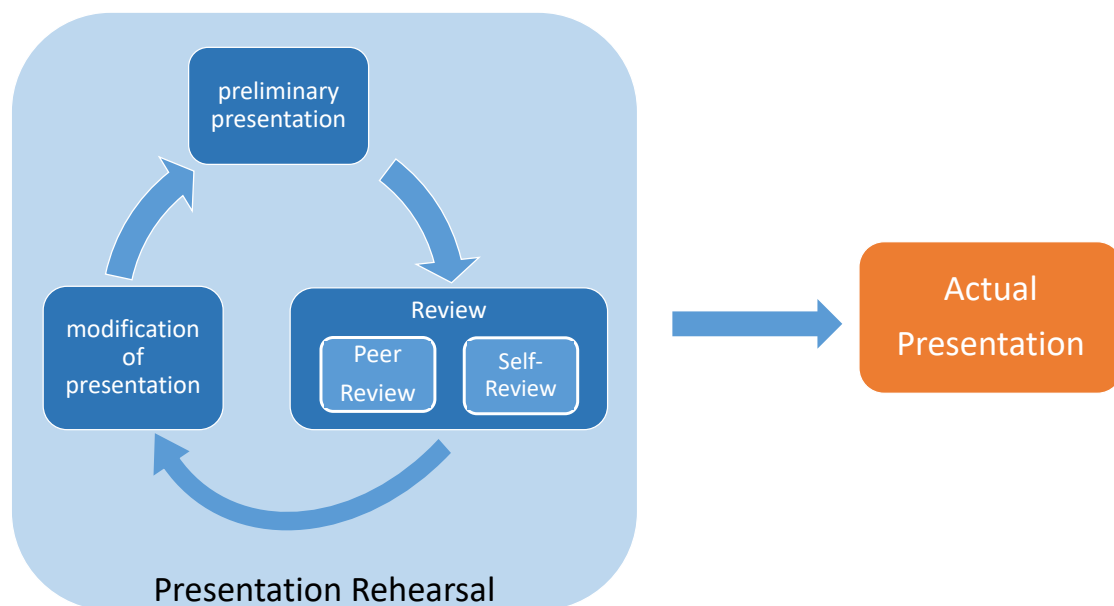 preliminary
presentation
Review
Peer
Review
Self-
Review
modification
of
presentation
Presentation Rehearsal
Actual
Presentation